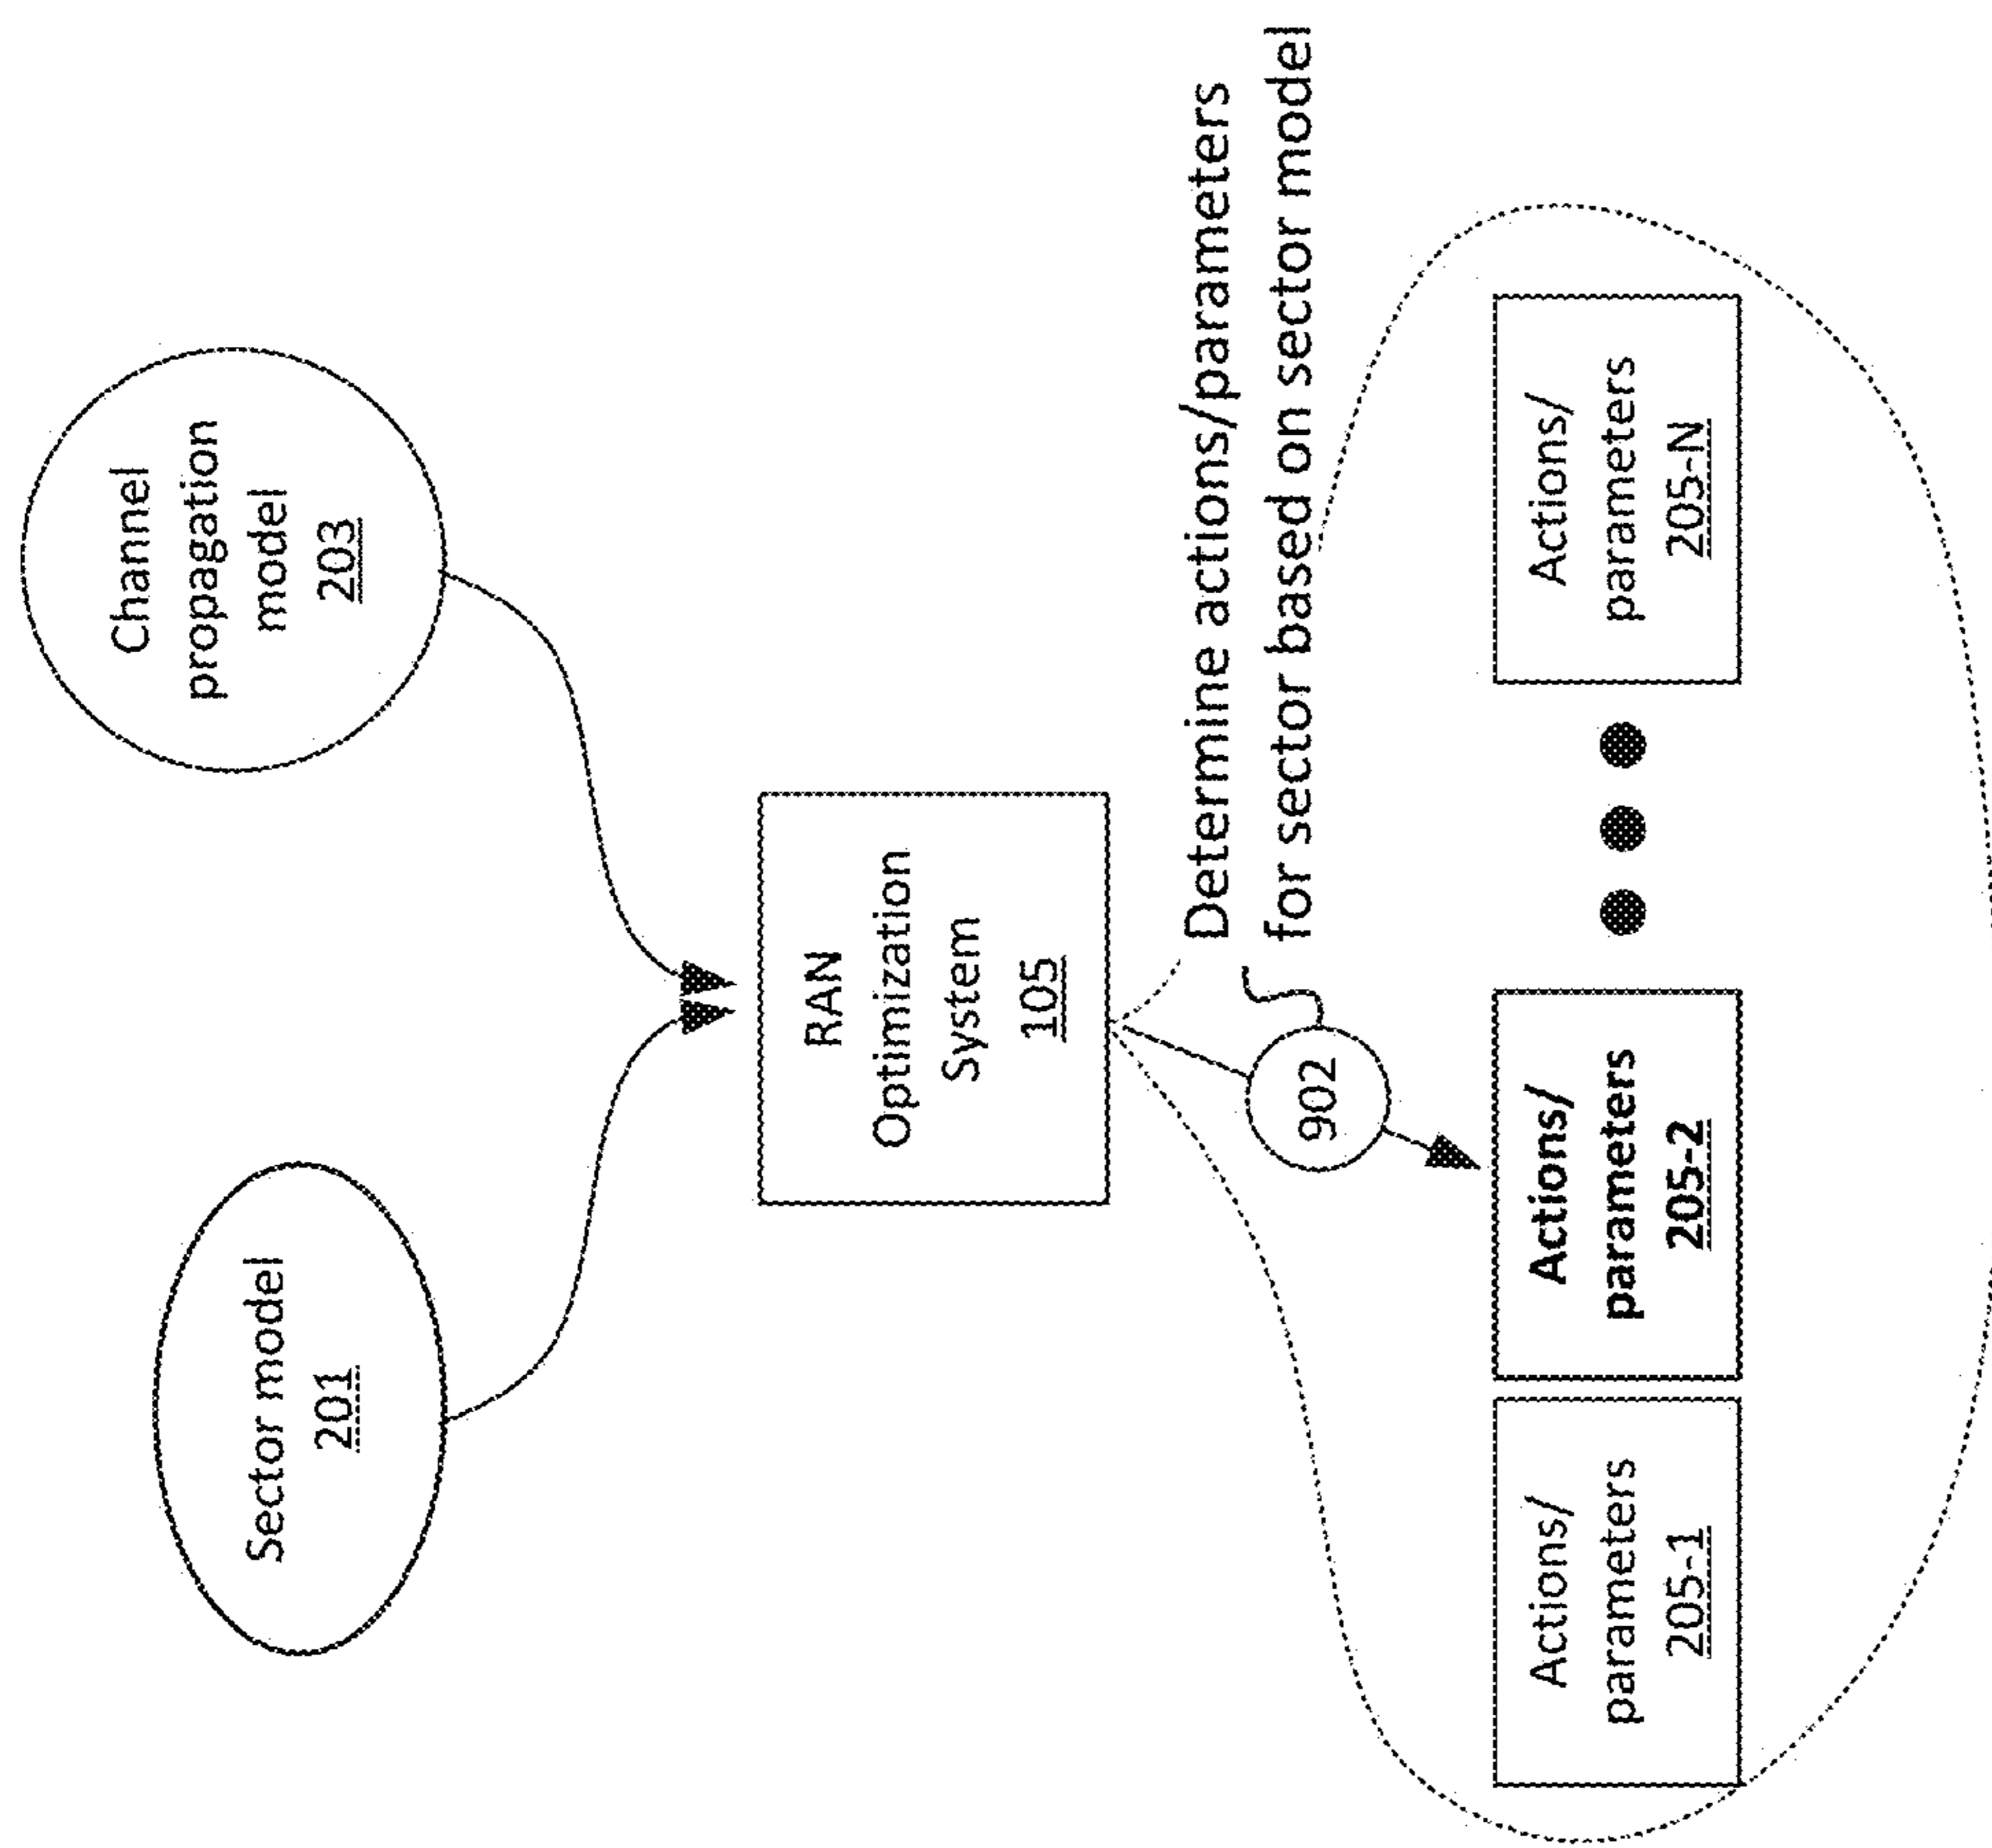 Sector model
201
Channel
propagation
model
203
RAN
Optimization
System
105
Determine actions/parameters
for sector based on sector model
902
Actions/
parameters
205-1
Actions/
parameters
205-2
Actions/
parameters
205-N